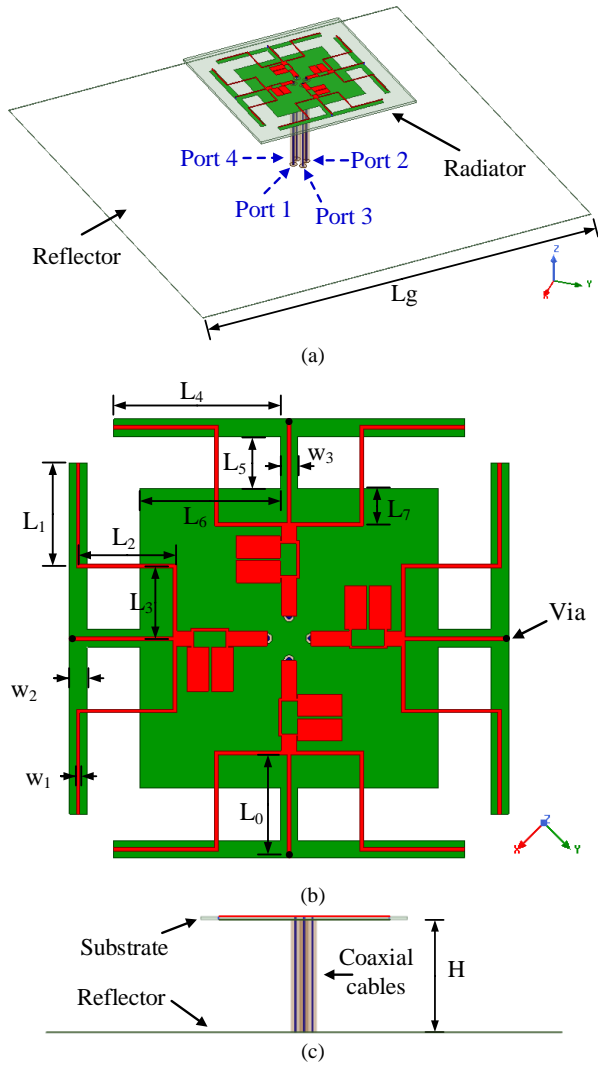 Port 4
Port 2
Port 1
Port 3
Radiator
Reflector
Lg
Z
X
Y
(a)
L4
L5
w3
L1
L6
L7
L2
L3
Via
w2
w1
L0
Z
X
Y
(b)
Substrate
Coaxial
cables
H
Reflector
(c)